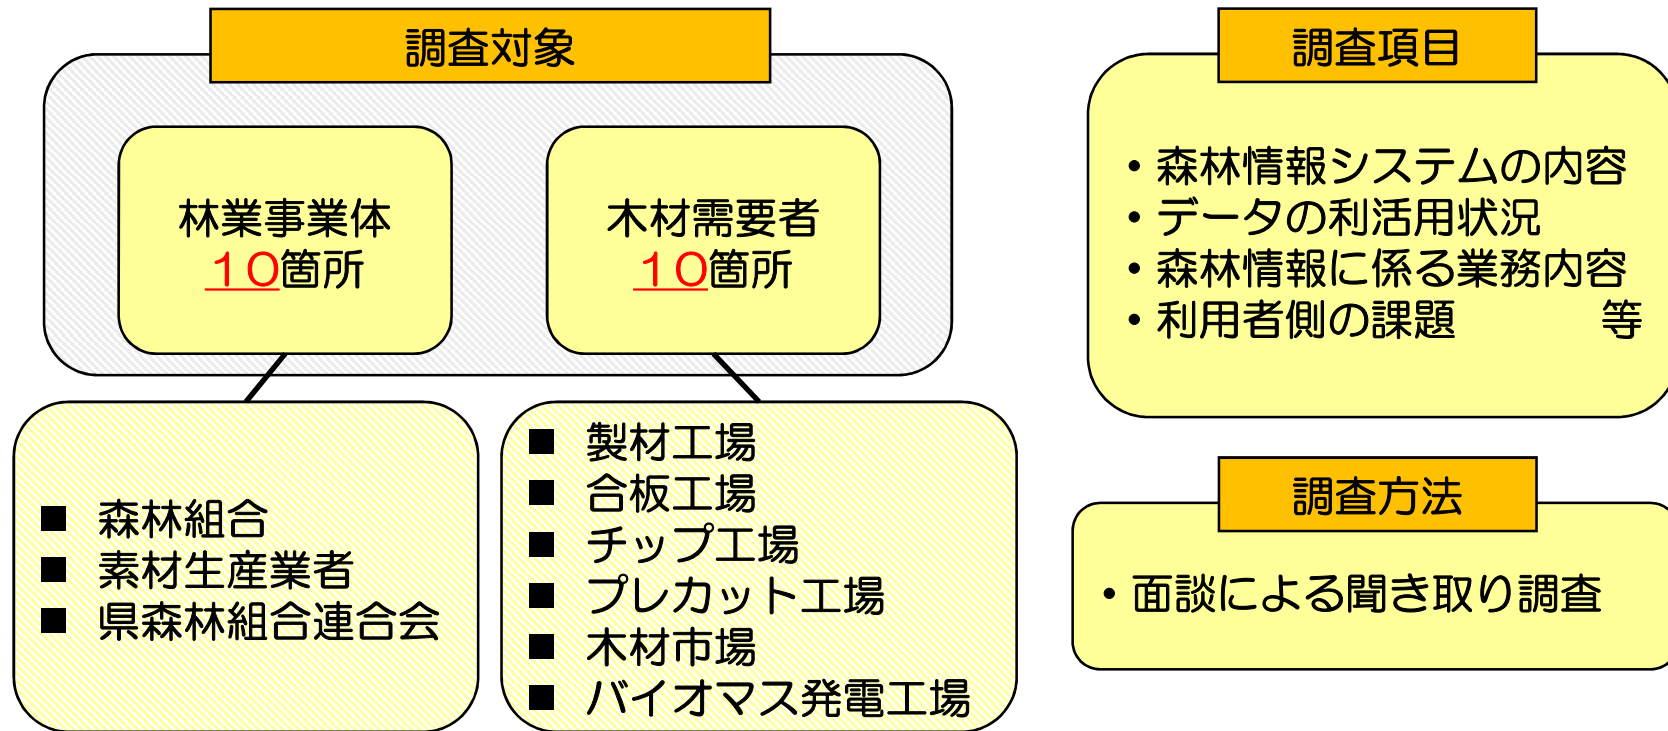 調査対象
林業事業体
１０箇所
木材需要者
１０箇所
■ 森林組合
■ 素材生産業者
■ 県森林組合連合会
■ 製材工場
■ 合板工場
■ チップ工場
■ プレカット工場
■ 木材市場
■ バイオマス発電工場
調査項目
・森林情報システムの内容
・データの利活用状況
・森林情報に係る業務内容
・利用者側の課題　　　等
調査方法
・面談による聞き取り調査